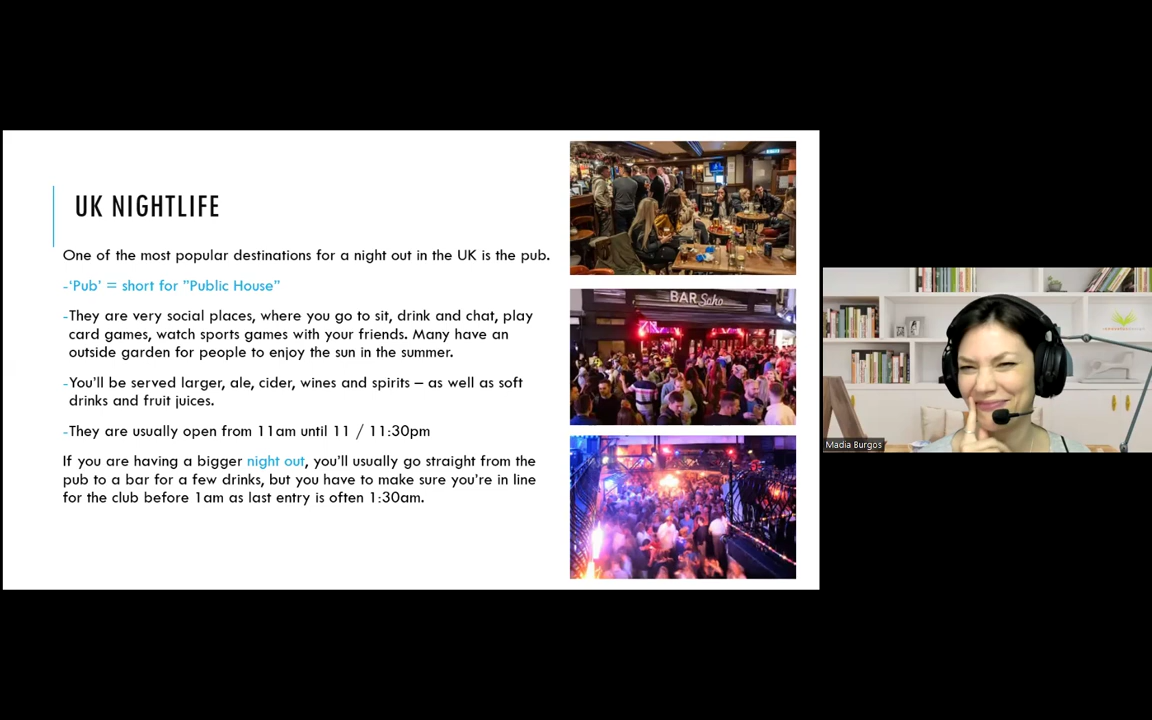 UK NIGHTLIFE
One of the most popular destinations for a night out in the UK is the pub.
-‘Pub’ = short for ”Public House”
-They are very social places, where you go to sit, drink and chat, play
card games, watch sports games with your friends. Many have an
outside garden for people to enjoy the sun in the summer.
-You’ll be served larger, ale, cider, wines and spirits – as well as soft
drinks and fruit juices.
-They are usually open from 11am until 11 / 11:30pm
If you are having a bigger night out, you’ll usually go straight from the
pub to a bar for a few drinks, but you have to make sure you’re in line
for the club before 1am as last entry is often 1:30am.
BAR Soho
Madia Burgos